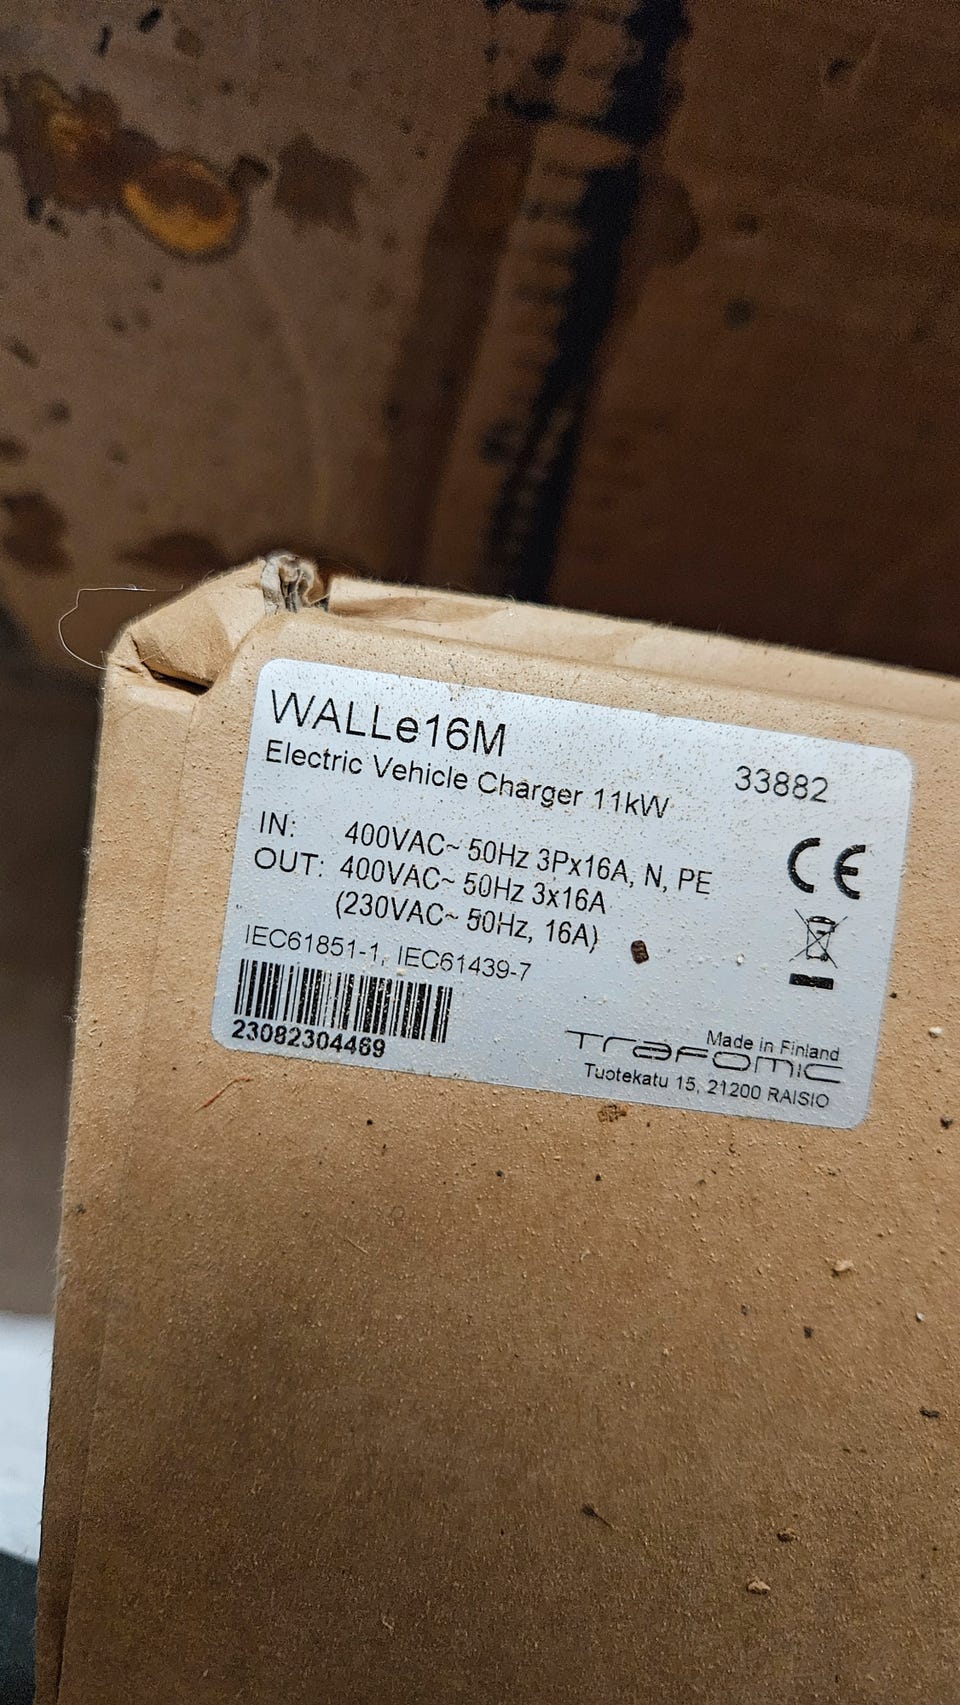 WALLe16M
33882
Electric Vehicle Charger 11kW
IN: 400VAC~ 50Hz 3Px16A, N, PE
OUT: 400VAC~ 50Hz 3x16A
(230VAC~ 50Hz, 16A)
IEC61851-1, IEC61439-7
CE
23082304469
Made in Finland
Trafomic
Tuotekatu 15, 21200 RAISIO